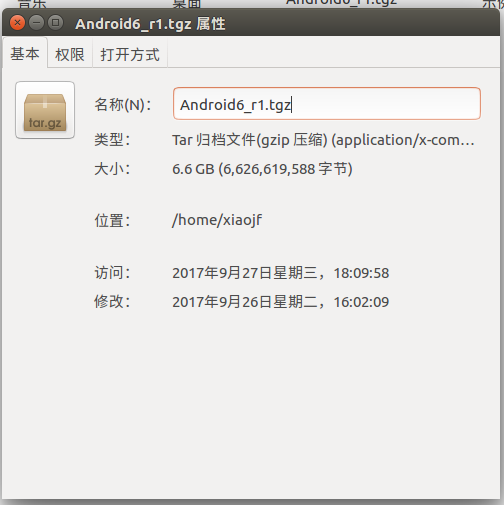 音乐
桌面
Android6_r1.tgz
Android6_r1.tgz 属性
基本 权限 打开方式
tar.gz
名称(N)： Android6_r1.tgz
类型： Tar 归档文件(gzip 压缩) (application/x-com…
大小： 6.6 GB (6,626,619,588 字节)
位置： /home/xiaojf
访问： 2017年9月27日星期三，18:09:58
修改： 2017年9月26日星期二，16:02:09